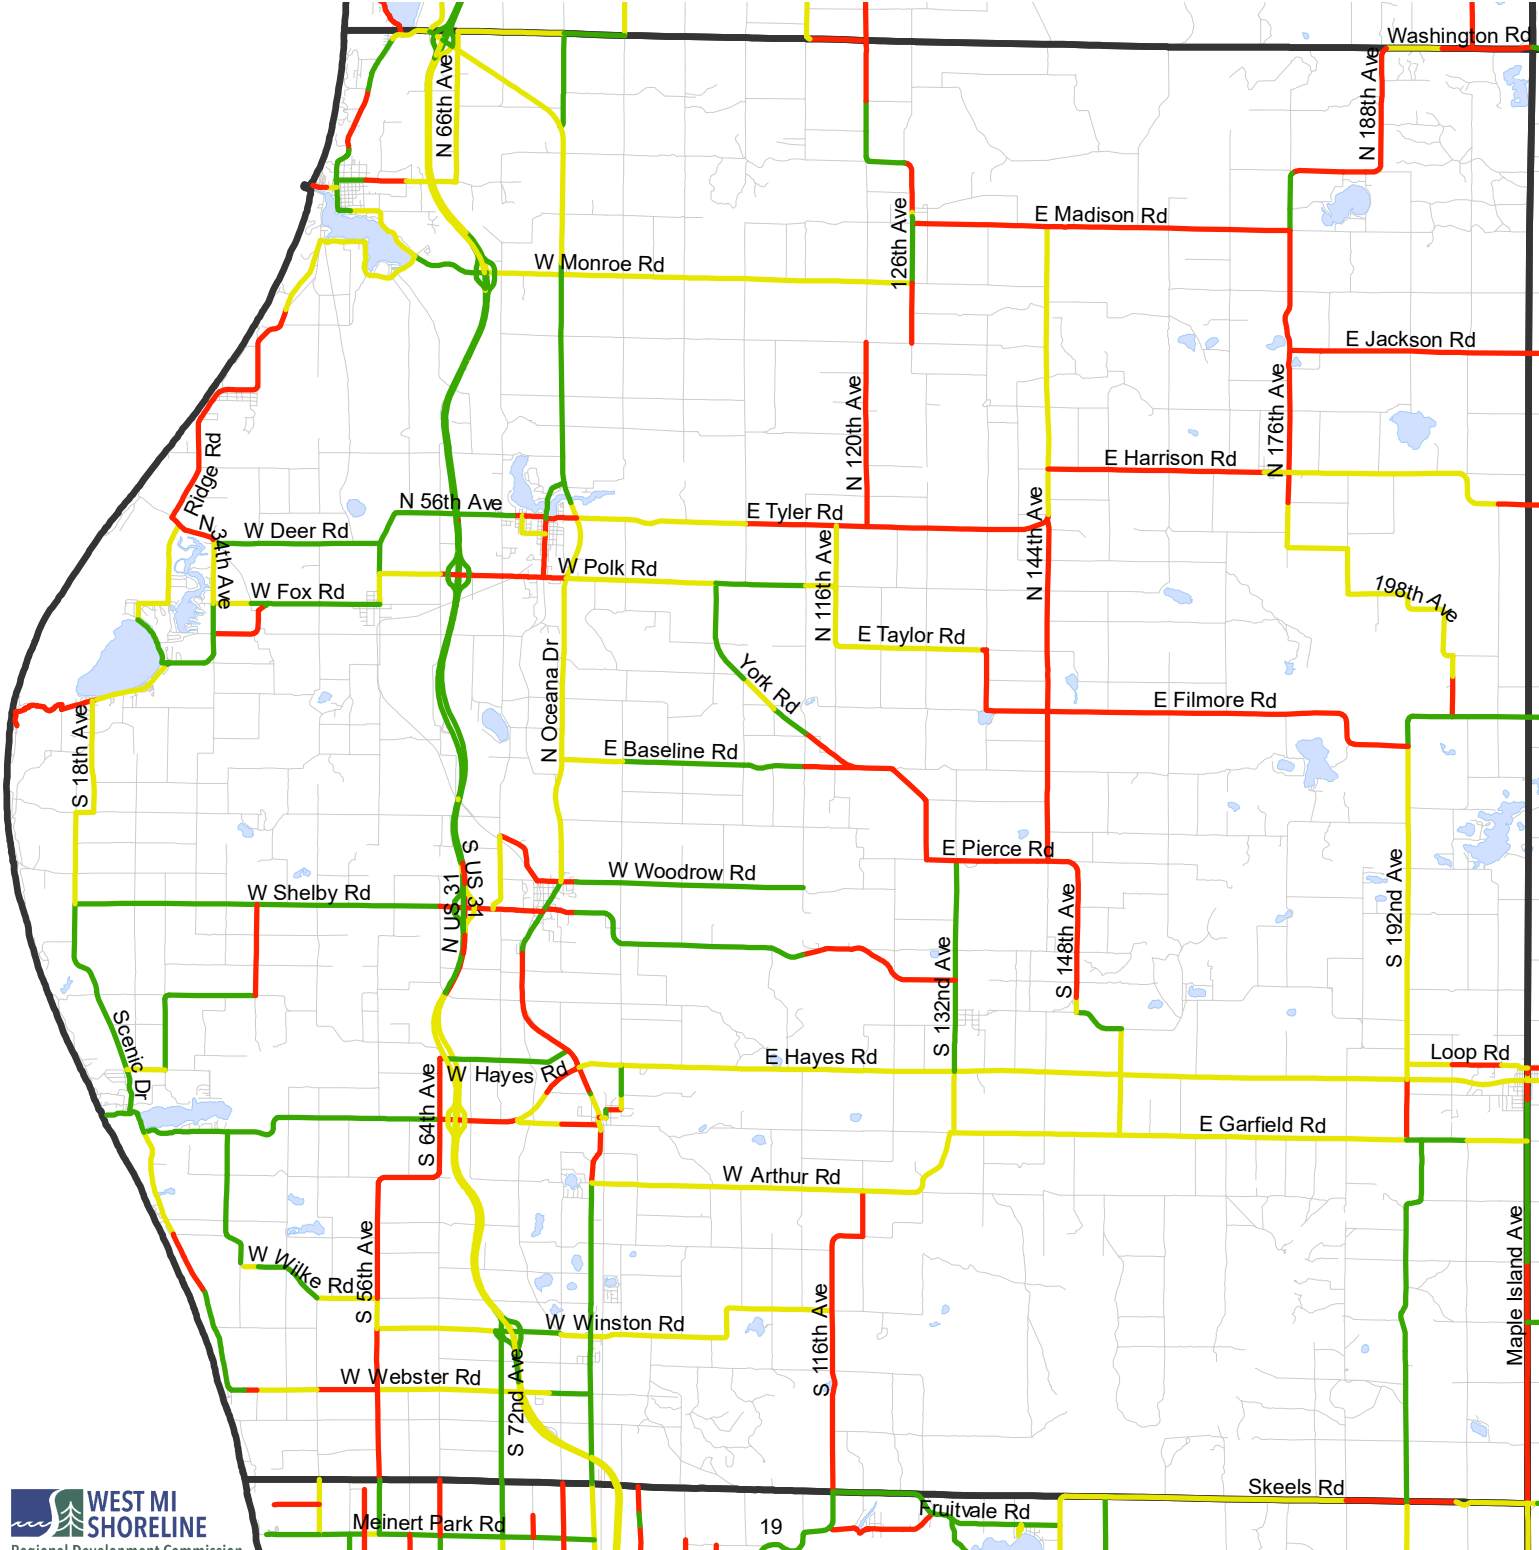 Washington Rd
N 66th Ave
N 188th Ave
E Madison Rd
126th Ave
W Monroe Rd
E Jackson Rd
N 120th Ave
N 176th Ave
Ridge Rd
E Harrison Rd
N 56th Ave
E Tyler Rd
N 144th Ave
N 34th Ave
W Deer Rd
W Polk Rd
N 116th Ave
198th Ave
W Fox Rd
E Taylor Rd
York Rd
N Oceana Dr
E Filmore Rd
S 18th Ave
E Baseline Rd
E Pierce Rd
S US 31
N US 31
W Woodrow Rd
W Shelby Rd
S 148th Ave
S 192nd Ave
S 132nd Ave
Scenic Dr
E Hayes Rd
Loop Rd
W Hayes Rd
S 64th Ave
E Garfield Rd
W Arthur Rd
Maple Island Ave
S 56th Ave
W Wilke Rd
W Winston Rd
S 116th Ave
W Webster Rd
S 72nd Ave
Skeels Rd
Fruitvale Rd
Meinert Park Rd
19
WEST MI
SHORELINE
Regional Development Commission